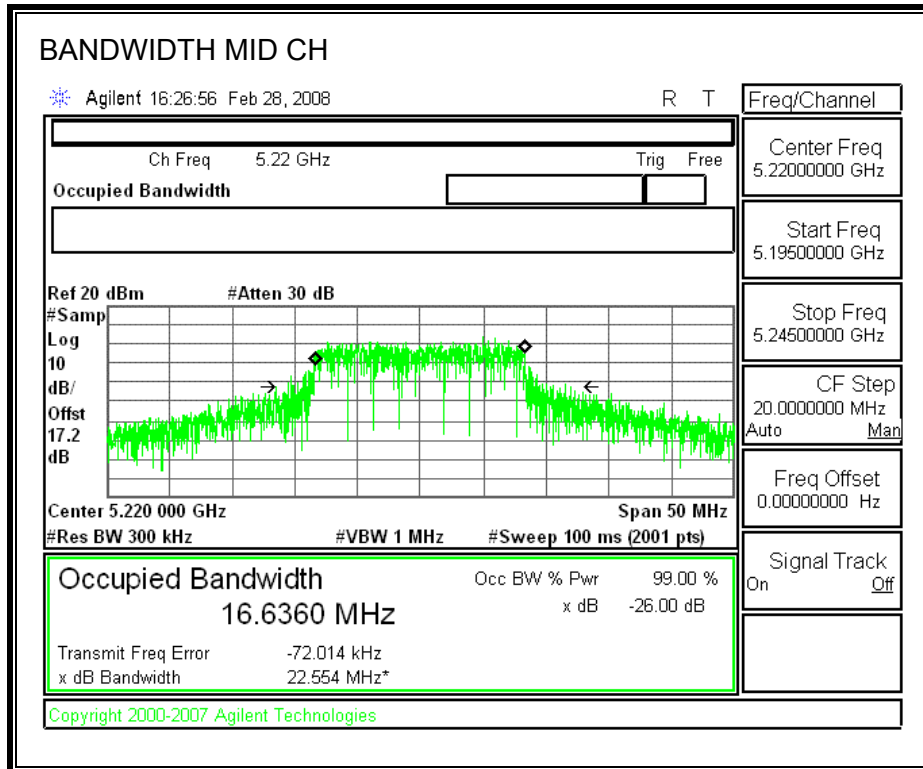 BANDWIDTH MID CH
Agilent 16:26:56 Feb 28, 2008 R T
Freq/Channel
Ch Freq 5.22 GHz Trig Free
Occupied Bandwidth
Center Freq
5.22000000 GHz
Start Freq
5.19500000 GHz
Stop Freq
5.24500000 GHz
CF Step
20.0000000 MHz
Auto Man
Freq Offset
0.00000000 Hz
Signal Track
On Off
Ref 20 dBm #Atten 30 dB
#Samp
Log
10
dB/
Offst
17.2
dB
Center 5.220 000 GHz Span 50 MHz
#Res BW 300 kHz #VBW 1 MHz #Sweep 100 ms (2001 pts)
Occupied Bandwidth Occ BW % Pwr 99.00 %
16.6360 MHz x dB -26.00 dB
Transmit Freq Error -72.014 kHz
x dB Bandwidth 22.554 MHz*
Copyright 2000-2007 Agilent Technologies